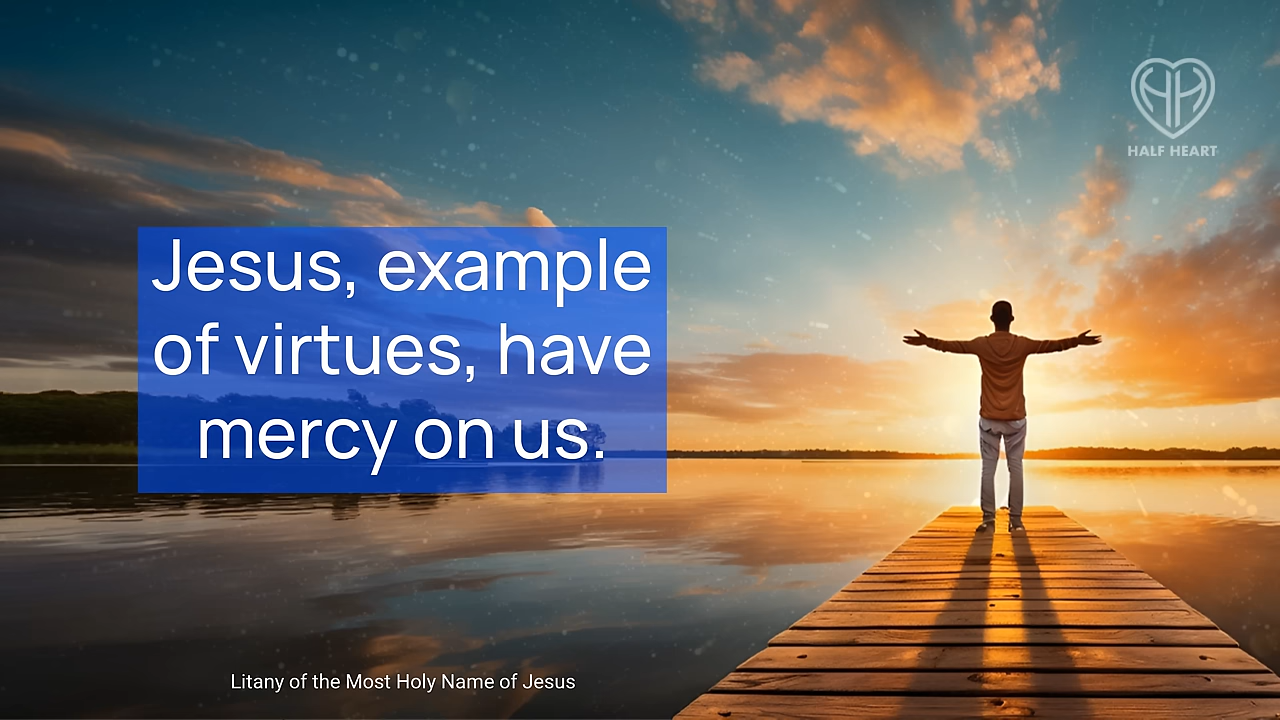 HALF HEART
Jesus, example
of virtues, have
mercy on us.
Litany of the Most Holy Name of Jesus